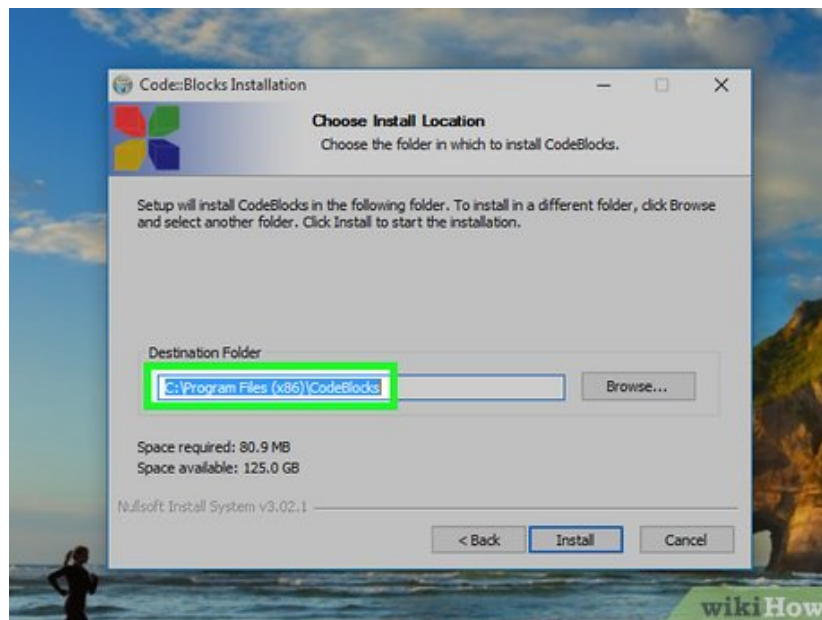 Code::Blocks Installation
Choose Install Location
Choose the folder in which to install CodeBlocks.
Setup will install CodeBlocks in the following folder. To install in a different folder, click Browse
and select another folder. Click Install to start the installation.
Destination Folder
C:\Program Files (x86)\CodeBlocks
Browse...
Space required: 80.9 MB
Space available: 125.0 GB
Nullsoft Install System v3.02.1
< Back
Install
Cancel
wikiHow